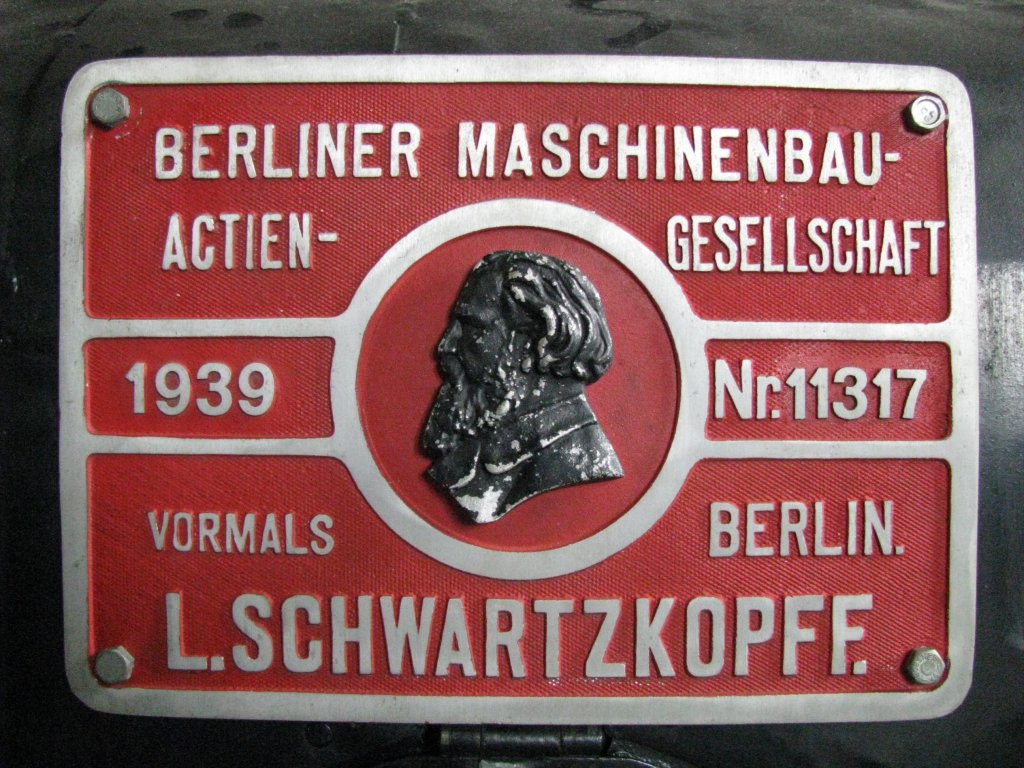 BERLINER MASCHINENBAU-
ACTIEN- GESELLSCHAFT
1939 Nr.11317
VORMALS BERLIN.
L.SCHWARTZKOPFF.